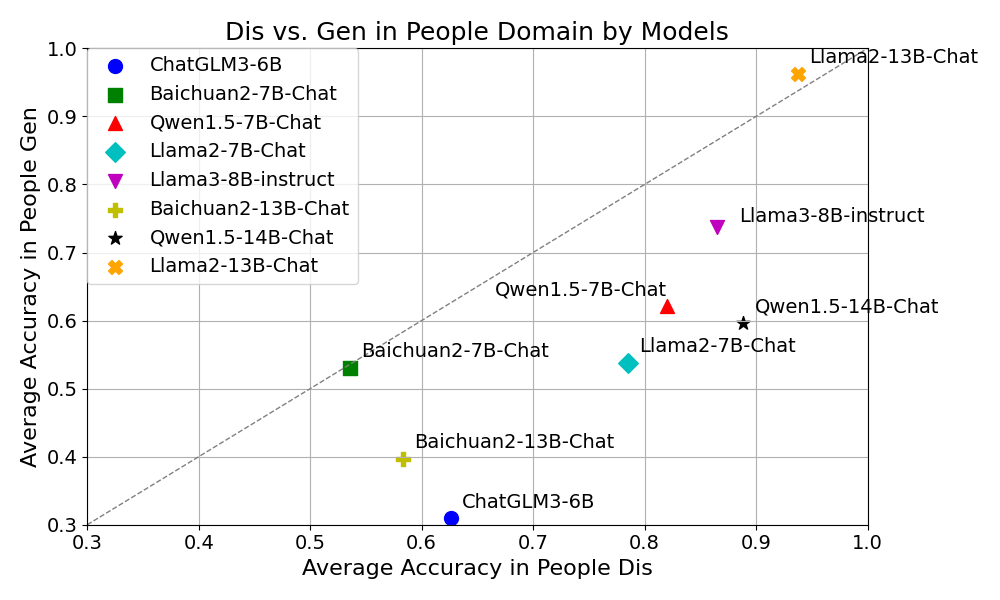 Dis vs. Gen in People Domain by Models
Average Accuracy in People Gen
1.0
0.9
0.8
0.7
0.6
0.5
0.4
0.3
ChatGLM3-6B
Baichuan2-7B-Chat
Qwen1.5-7B-Chat
Llama2-7B-Chat
Llama3-8B-instruct
Baichuan2-13B-Chat
Qwen1.5-14B-Chat
Llama2-13B-Chat
Llama2-13B-Chat
Llama3-8B-instruct
Qwen1.5-7B-Chat
Qwen1.5-14B-Chat
Llama2-7B-Chat
Baichuan2-7B-Chat
Baichuan2-13B-Chat
ChatGLM3-6B
0.3 0.4 0.5 0.6 0.7 0.8 0.9 1.0
Average Accuracy in People Dis